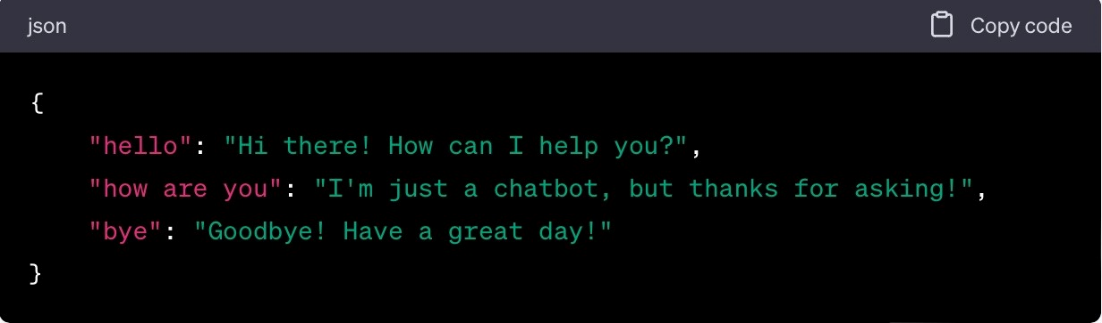 json
Copy code
{
"hello": "Hi there! How can I help you?",
"how are you": "I'm just a chatbot, but thanks for asking!",
"bye": "Goodbye! Have a great day!"
}